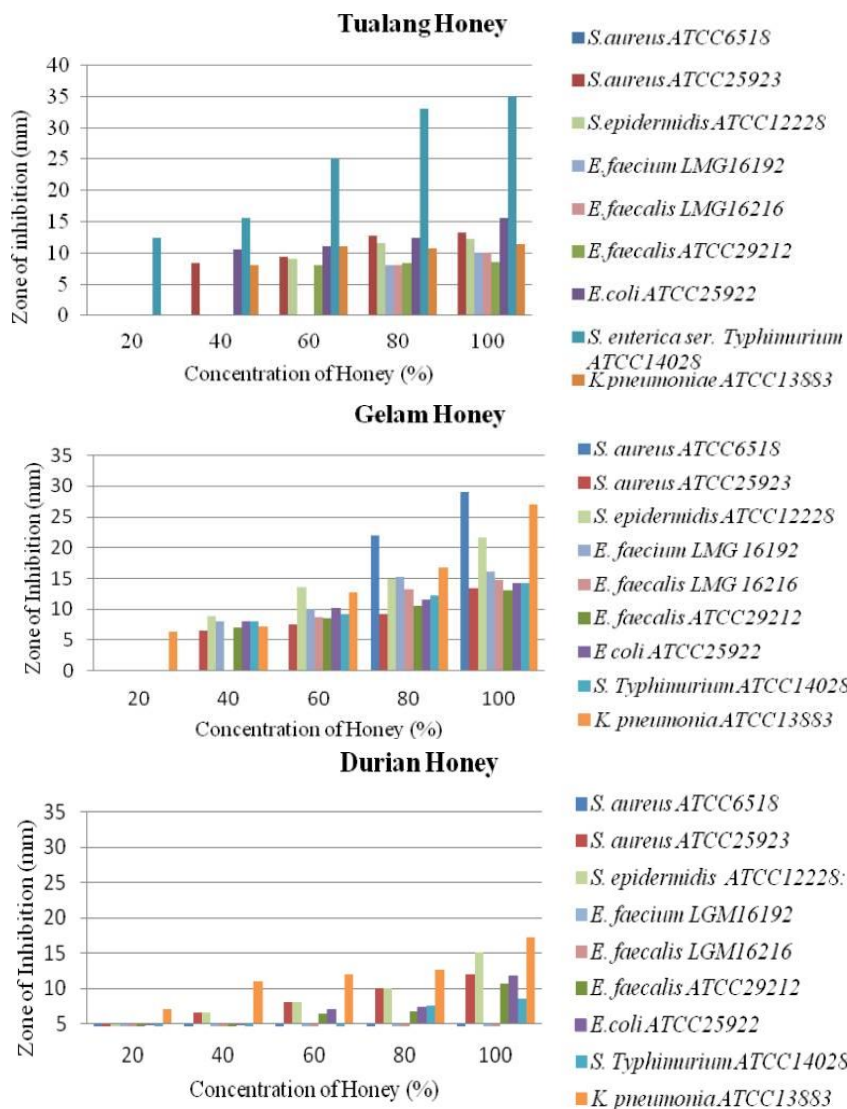 Tualang Honey
Zone of inhibition (mm)
40
35
30
25
20
15
10
5
0
20 40 60 80 100
Concentration of Honey (%)
S.aureus ATCC6518
S.aureus ATCC25923
S.epidermidis ATCC12228
E.faecium LMG16192
E.faecalis LMG16216
E.faecalis ATCC29212
E.coli ATCC25922
S. enterica ser. Typhimurium
ATCC14028
K.pneumoniae ATCC13883
Gelam Honey
Zone of Inhibition (mm)
35
30
25
20
15
10
5
0
20 40 60 80 100
Concentration of Honey (%)
S. aureus ATCC6518
S. aureus ATCC25923
S. epidermidis ATCC12228
E. faecium LMG 16192
E. faecalis LMG 16216
E. faecalis ATCC29212
E coli ATCC25922
S. Typhimurium ATCC14028
K. pneumonia ATCC13883
Durian Honey
Zone of Inhibition (mm)
35
30
25
20
15
10
5
20 40 60 80 100
Concentration of Honey (%)
S. aureus ATCC6518
S. aureus ATCC25923
S. epidermidis ATCC12228:
E. faecium LGM16192
E. faecalis LGM16216
E. faecalis ATCC29212
E.coli ATCC25922
S. Typhimurium ATCC14028
K. pneumonia ATCC13883